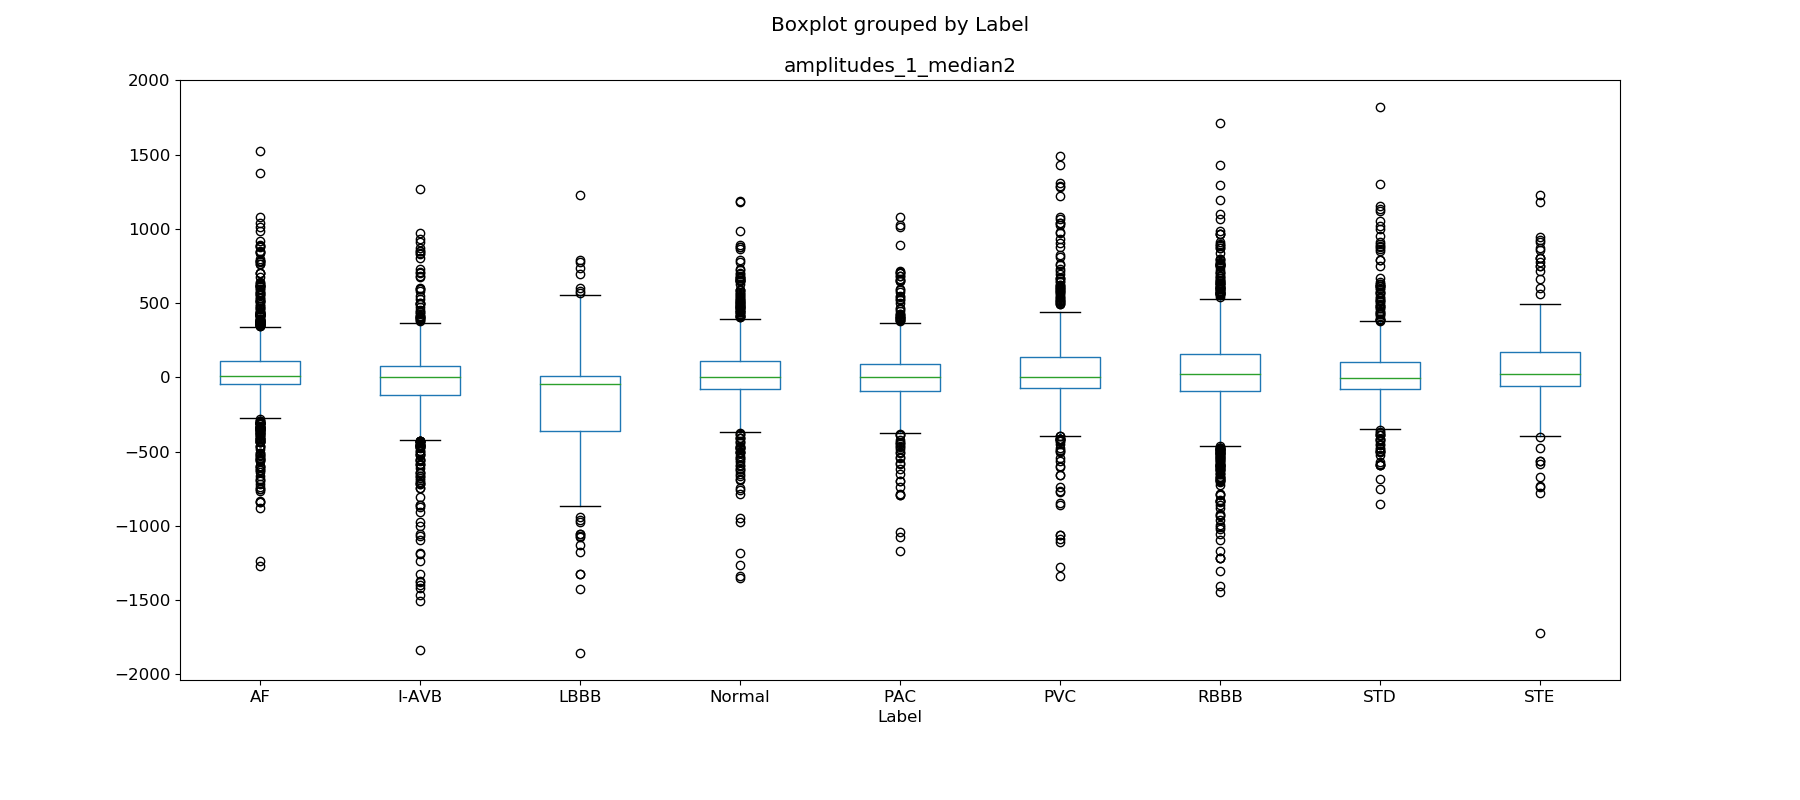 Boxplot grouped by Label
amplitudes_1_median2
2000
1500
1000
500
0
−500
−1000
−1500
−2000
AF I-AVB LBBB Normal PAC PVC RBBB STD STE
Label